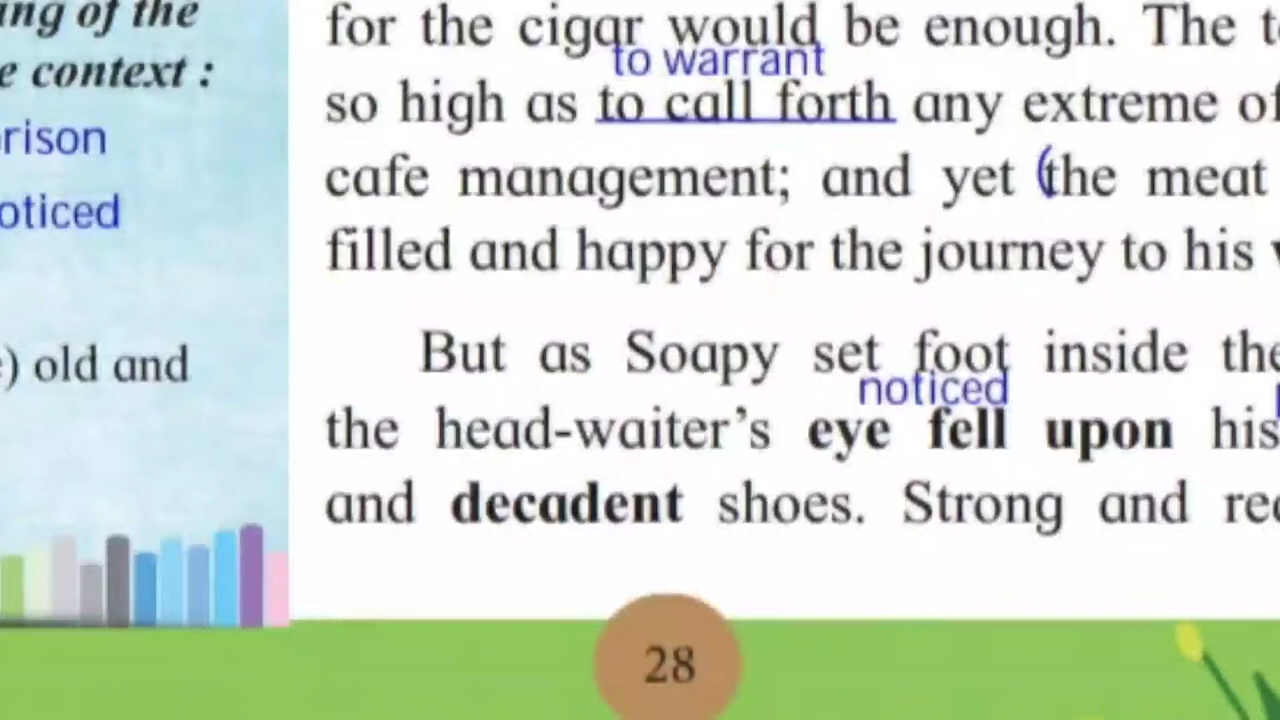 ing of the
e context :
rison
oticed
e) old and
for the cigar would be enough. The t
to warrant
so high as to call forth any extreme of
cafe management; and yet (the meat
filled and happy for the journey to his
But as Soapy set foot inside the
noticed
the head-waiter's eye fell upon his
and decadent shoes. Strong and rea
28